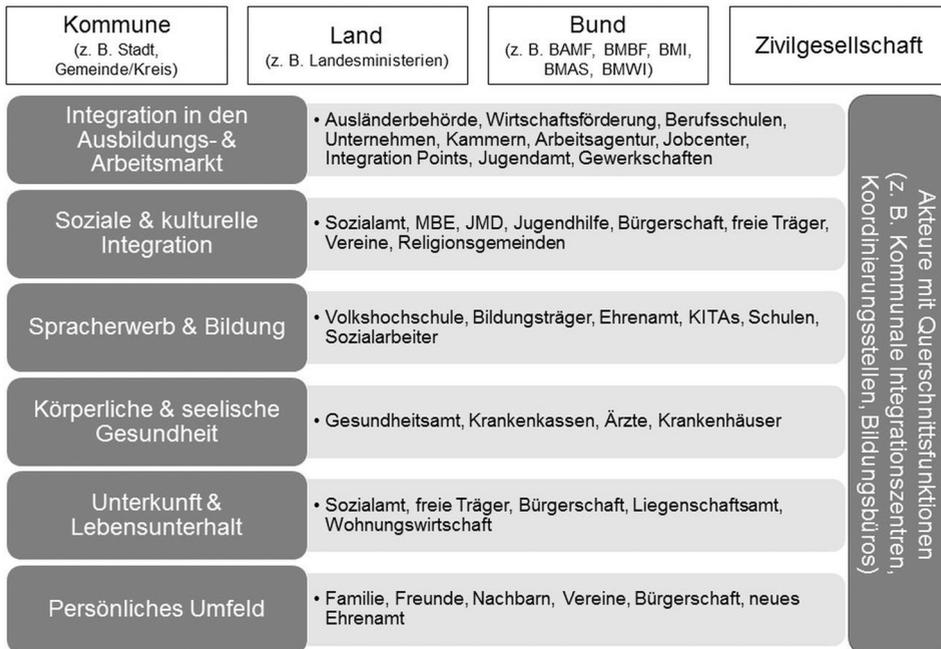 Kommune
(z. B. Stadt,
Gemeinde/Kreis)
Land
(z. B. Landesministerien)
Bund
(z. B. BAMF, BMBF, BMI,
BMAS, BMWI)
Zivilgesellschaft
Integration in den
Ausbildungs- &
Arbeitsmarkt
• Ausländerbehörde, Wirtschaftsförderung, Berufsschulen,
Unternehmen, Kammern, Arbeitsagentur, Jobcenter,
Integration Points, Jugendamt, Gewerkschaften
Soziale & kulturelle
Integration
• Sozialamt, MBE, JMD, Jugendhilfe, Bürgerschaft, freie Träger,
Vereine, Religionsgemeinden
Spracherwerb & Bildung
• Volkshochschule, Bildungsträger, Ehrenamt, KITAs, Schulen,
Sozialarbeiter
Körperliche & seelische
Gesundheit
• Gesundheitsamt, Krankenkassen, Ärzte, Krankenhäuser
Unterkunft &
Lebensunterhalt
• Sozialamt, freie Träger, Bürgerschaft, Liegenschaftsamt,
Wohnungswirtschaft
Persönliches Umfeld
• Familie, Freunde, Nachbarn, Vereine, Bürgerschaft, neues
Ehrenamt
Akteure mit Querschnittsfunktionen
(z. B. Kommunale Integrationszentren,
Koordinierungsstellen, Bildungsbüros)